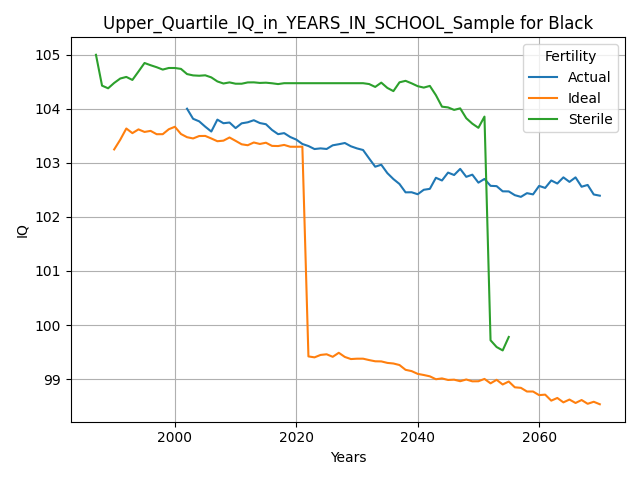 Upper_Quartile_IQ_in_YEARS_IN_SCHOOL_Sample for Black
Fertility
Actual
Ideal
Sterile
IQ
105
104
103
102
101
100
99
2000
2020
2040
2060
Years